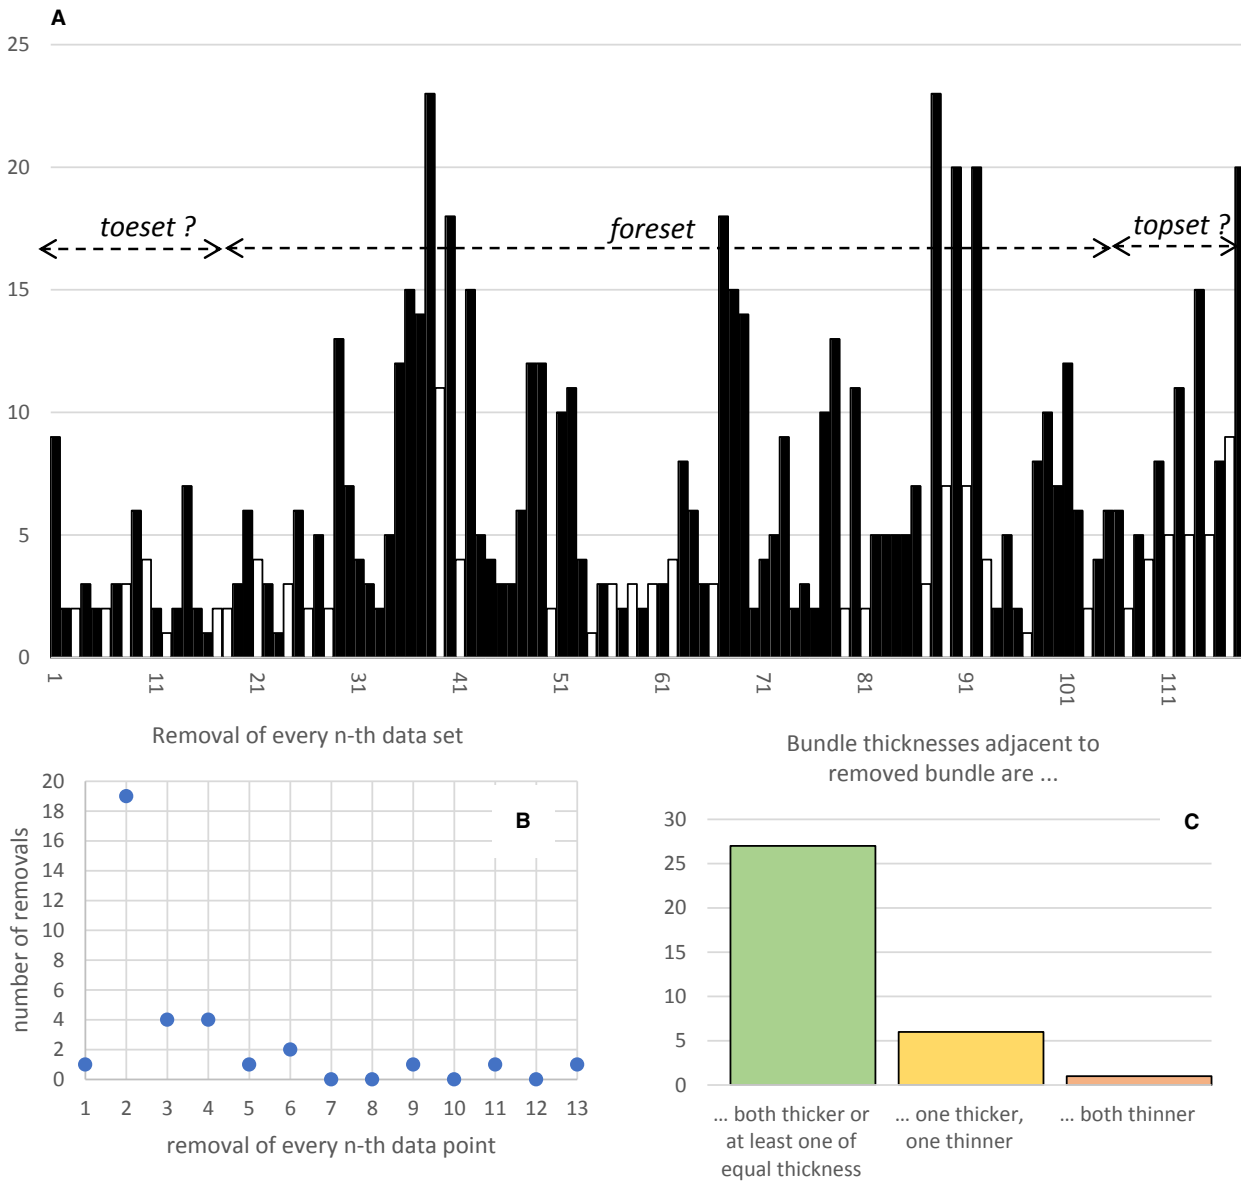 A
25
20
15
10
5
0
toeset ?
foreset
topset ?
1
11
21
31
41
51
61
71
81
91
101
111
Removal of every n-th data set
20
18
16
14
12
10
8
6
4
2
0
number of removals
B
1 2 3 4 5 6 7 8 9 10 11 12 13
removal of every n-th data point
Bundle thicknesses adjacent to
removed bundle are ...
30
25
20
15
10
5
0
C
... both thicker or
at least one of
equal thickness
... one thicker,
one thinner
... both thinner